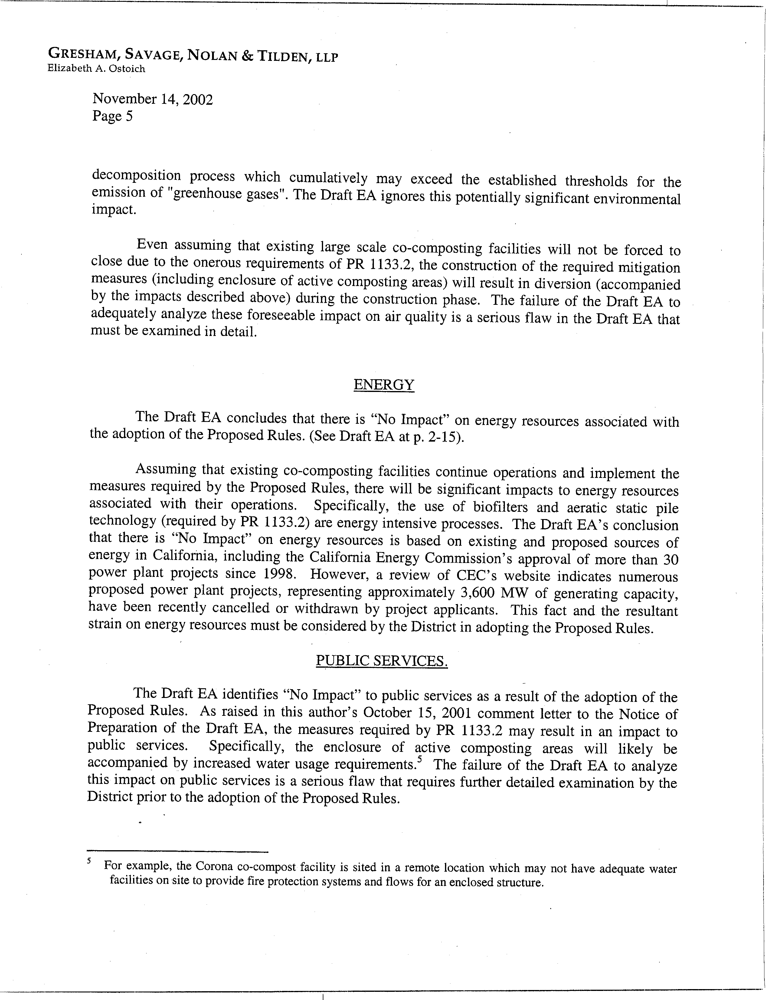 GRESHAM, SAVAGE, NOLAN & TILDEN, LLP
Elizabeth A. Ostoich
November 14, 2002
Page 5
decomposition process which cumulatively may exceed the established thresholds for the
emission of "greenhouse gases". The Draft EA ignores this potentially significant environmental
impact.
Even assuming that existing large scale co-composting facilities will not be forced to
close due to the onerous requirements of PR 1133.2, the construction of the required mitigation
measures (including enclosure of active composting areas) will result in diversion (accompanied
by the impacts described above) during the construction phase. The failure of the Draft EA to
adequately analyze these foreseeable impact on air quality is a serious flaw in the Draft EA that
must be examined in detail.
ENERGY
The Draft EA concludes that there is “No Impact” on energy resources associated with
the adoption of the Proposed Rules. (See Draft EA at p. 2-15).
Assuming that existing co-composting facilities continue operations and implement the
measures required by the Proposed Rules, there will be significant impacts to energy resources
associated with their operations. Specifically, the use of biofilters and aeratic static pile
technology (required by PR 1133.2) are energy intensive processes. The Draft EA’s conclusion
that there is “No Impact” on energy resources is based on existing and proposed sources of
energy in California, including the California Energy Commission’s approval of more than 30
power plant projects since 1998. However, a review of CEC’s website indicates numerous
proposed power plant projects, representing approximately 3,600 MW of generating capacity,
have been recently cancelled or withdrawn by project applicants. This fact and the resultant
strain on energy resources must be considered by the District in adopting the Proposed Rules.
PUBLIC SERVICES.
The Draft EA identifies “No Impact” to public services as a result of the adoption of the
Proposed Rules. As raised in this author’s October 15, 2001 comment letter to the Notice of
Preparation of the Draft EA, the measures required by PR 1133.2 may result in an impact to
public services. Specifically, the enclosure of active composting areas will likely be
accompanied by increased water usage requirements.5 The failure of the Draft EA to analyze
this impact on public services is a serious flaw that requires further detailed examination by the
District prior to the adoption of the Proposed Rules.
5 For example, the Corona co-compost facility is sited in a remote location which may not have adequate water
facilities on site to provide fire protection systems and flows for an enclosed structure.